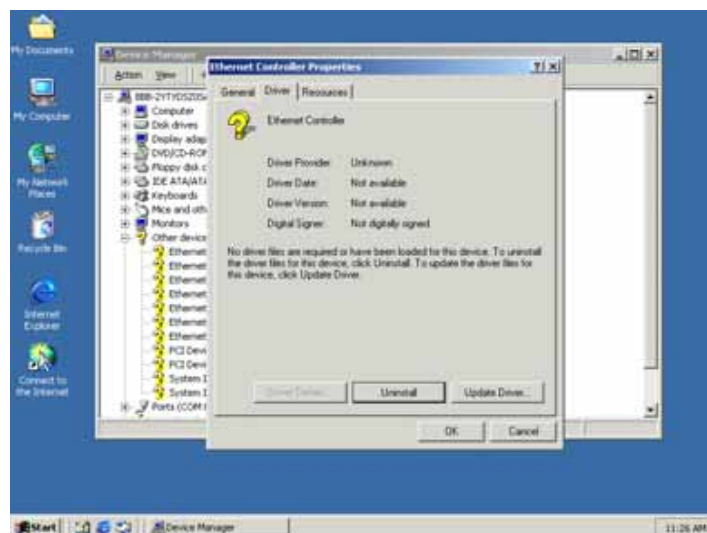 My Documents
Device Manager
Ethernet Controller Properties
Action View
General Driver Resources
My Computer
Computer
Disk drives
Display adap
DVD/CD-ROM
Floppy disk c
IDE ATA/ATA
Keyboards
Mice and oth
Monitors
Other device
Ethernet
Ethernet
Ethernet
Ethernet
Ethernet
Ethernet
Ethernet
PCI Devi
PCI Devi
System I
System I
Ports (COM
Ethernet Controller
Driver Provider: Unknown
Driver Date: Not available
Driver Version: Not available
Digital Signer: Not digitally signed
No driver files are required or have been loaded for this device. To uninstall
the driver files for this device, click Uninstall. To update the driver files for
this device, click Update Driver.
Driver Details... Uninstall Update Driver...
OK Cancel
My Network
Places
Recycle Bin
Internet
Explorer
Connect to
the Internet
Start Device Manager 11:26 AM